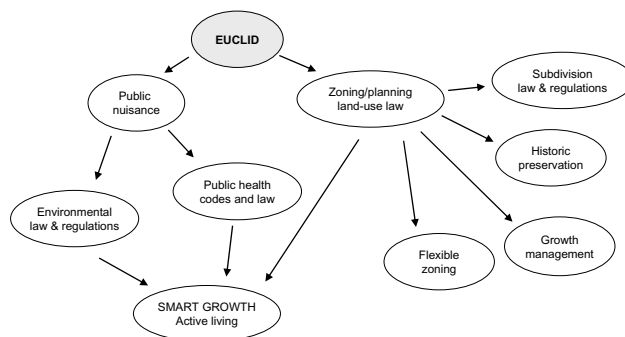 EUCLID
Public
nuisance
Zoning/planning
land-use law
Subdivision
law & regulations
Historic
preservation
Public health
codes and law
Environmental
law & regulations
Growth
management
Flexible
zoning
SMART GROWTH
Active living